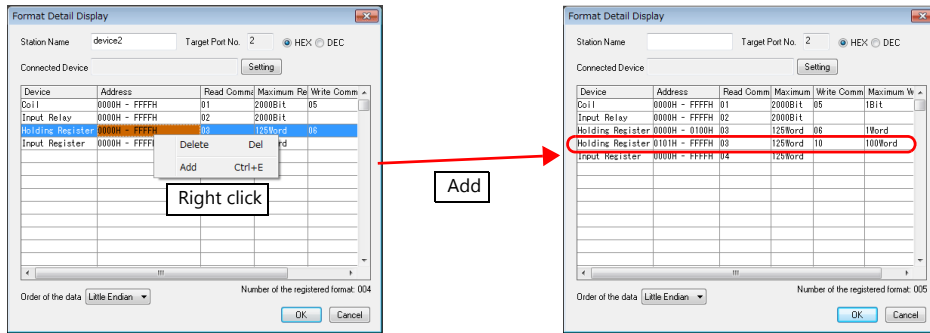 Format Detail Display
Station Name device2 Target Port No. 2 HEX DEC
Connected Device Setting
Device Address Read Comma Maximum Re Write Comm
Coil 0000H - FFFFH 01 2000Bit 05
Input Relay 0000H - FFFFH 02 2000Bit
Holding Register 0000H - FFFFH 03 125Word 06
Input Register 0000H - FFFF rd
Delete Del
Add Ctrl+E
Right click
Order of the data Little Endian
Number of the registered format: 004
OK Cancel
Add
Format Detail Display
Station Name Target Port No. 2 HEX DEC
Connected Device Setting
Device Address Read Comm Maximum Write Comm Maximum W
Coil 0000H - FFFFH 01 2000Bit 05 1Bit
Input Relay 0000H - FFFFH 02 2000Bit
Holding Register 0000H - 0100H 03 125Word 06 1Word
Holding Register 0101H - FFFFH 03 125Word 10 100Word
Input Register 0000H - FFFFH 04 125Word
Order of the data Little Endian
Number of the registered format: 005
OK Cancel